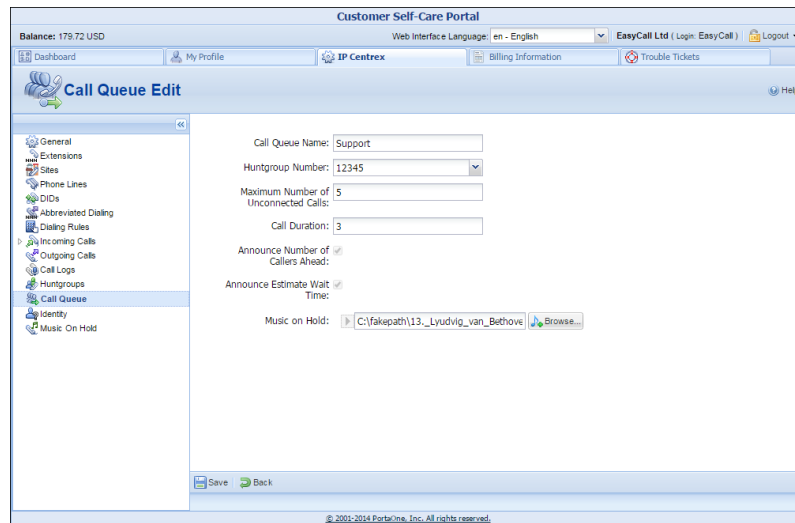 Customer Self-Care Portal
Balance: 179.72 USD
Web Interface Language: en - English
EasyCall Ltd ( Login: EasyCall )
Logout
Dashboard
My Profile
IP Centrex
Billing Information
Trouble Tickets
Call Queue Edit
Hel
General
Extensions
Sites
Phone Lines
DIDs
Abbreviated Dialing
Dialing Rules
Incoming Calls
Outgoing Calls
Call Logs
Huntgroups
Call Queue
Identity
Music On Hold
Call Queue Name: Support
Huntgroup Number: 12345
Maximum Number of 5
Unconnected Calls:
Call Duration: 3
Announce Number of
Callers Ahead:
Announce Estimate Wait
Time:
Music on Hold: C:\fakepath\13._Lyudvig_van_Bethove Browse...
Save
Back
© 2001-2014 PortaOne, Inc. All rights reserved.